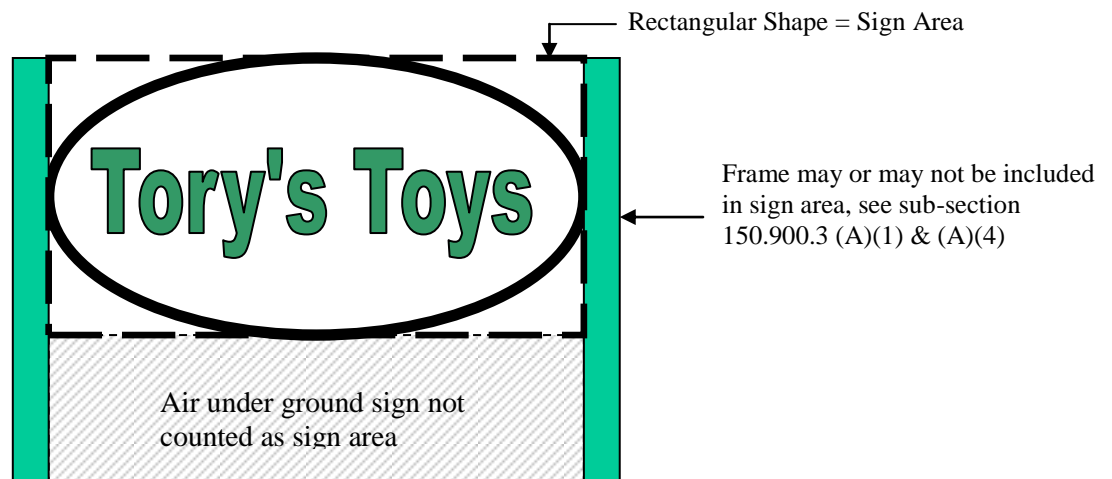 Rectangular Shape = Sign Area
Tory's Toys
Frame may or may not be included
in sign area, see sub-section
150.900.3 (A)(1) & (A)(4)
Air under ground sign not
counted as sign area